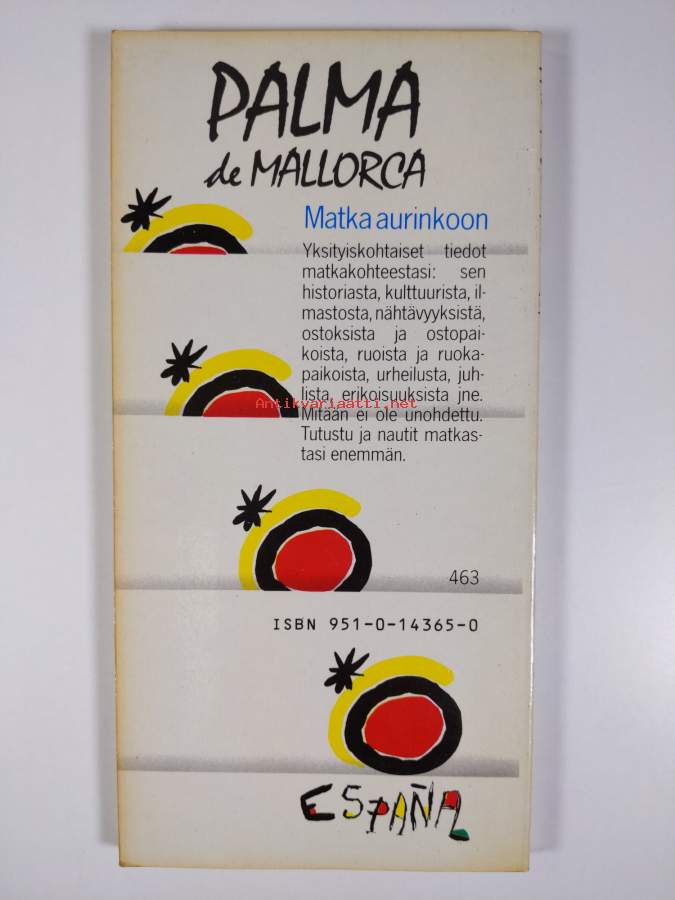 PALMA
de MALLORCA
Matka aurinkoon
Yksityiskohtaiset tiedot
matkakohteestasi: sen
historiasta, kulttuurista, il-
mastosta, nähtävyyksistä,
ostoksista ja ostopai-
koista, ruoista ja ruoka-
paikoista, urheilusta, juh-
lista, erikoisuuksista jne.
Antikvariaatti.net
Mitään ei ole unohdettu.
Tutustu ja nautit matkas-
tasi enemmän.
463
ISBN 951-0-14365-0
ESPAÑA